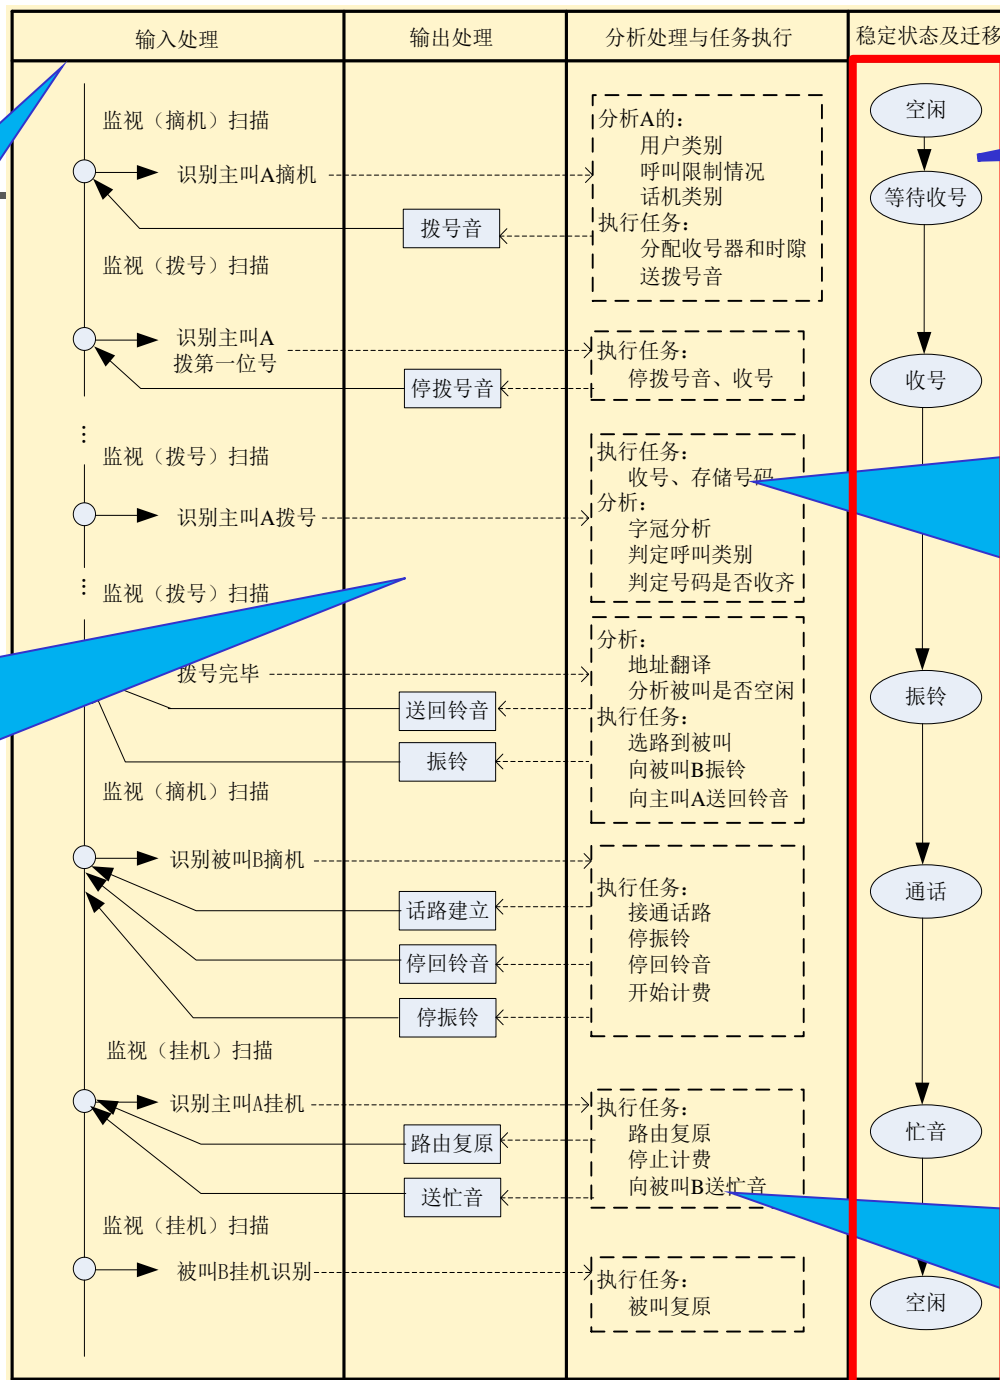 输入处理
输出处理
分析处理与任务执行
稳定状态及迁移
监视（摘机）扫描
识别主叫A摘机
分析A的：
用户类别
呼叫限制情况
话机类别
执行任务：
分配收号器和时隙
送拨号音
拨号音
空闲
等待收号
监视（拨号）扫描
识别主叫A
拨第一位号
执行任务：
停拨号音、收号
停拨号音
收号
⋮
监视（拨号）扫描
识别主叫A拨号
执行任务：
收号、存储号码
分析：
字冠分析
判定呼叫类别
判定号码是否收齐
⋮
监视（拨号）扫描
拨号完毕
分析：
地址翻译
分析被叫是否空闲
执行任务：
选路到被叫
向被叫B振铃
向主叫A送回铃音
送回铃音
振铃
振铃
监视（摘机）扫描
识别被叫B摘机
执行任务：
接通话路
停振铃
停回铃音
开始计费
话路建立
停回铃音
停振铃
通话
监视（挂机）扫描
识别主叫A挂机
执行任务：
路由复原
停止计费
向被叫B送忙音
路由复原
送忙音
忙音
监视（挂机）扫描
被叫B挂机识别
执行任务：
被叫复原
空闲